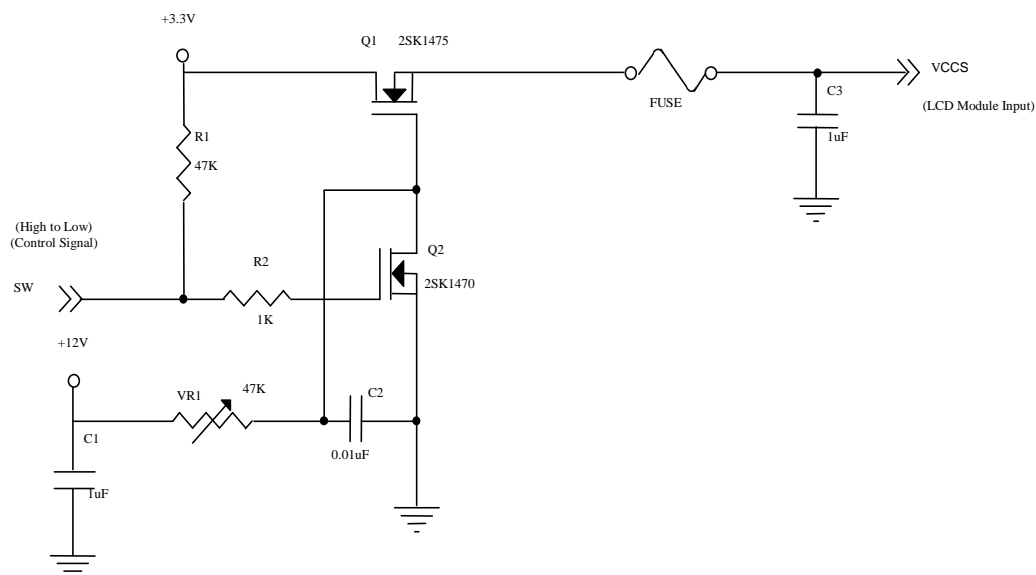 +3.3V
Q1 2SK1475
FUSE
VCCS
(LCD Module Input)
C3
1uF
R1
47K
(High to Low)
(Control Signal)
SW
R2
1K
Q2
2SK1470
+12V
VR1
47K
C2
0.01uF
C1
1uF